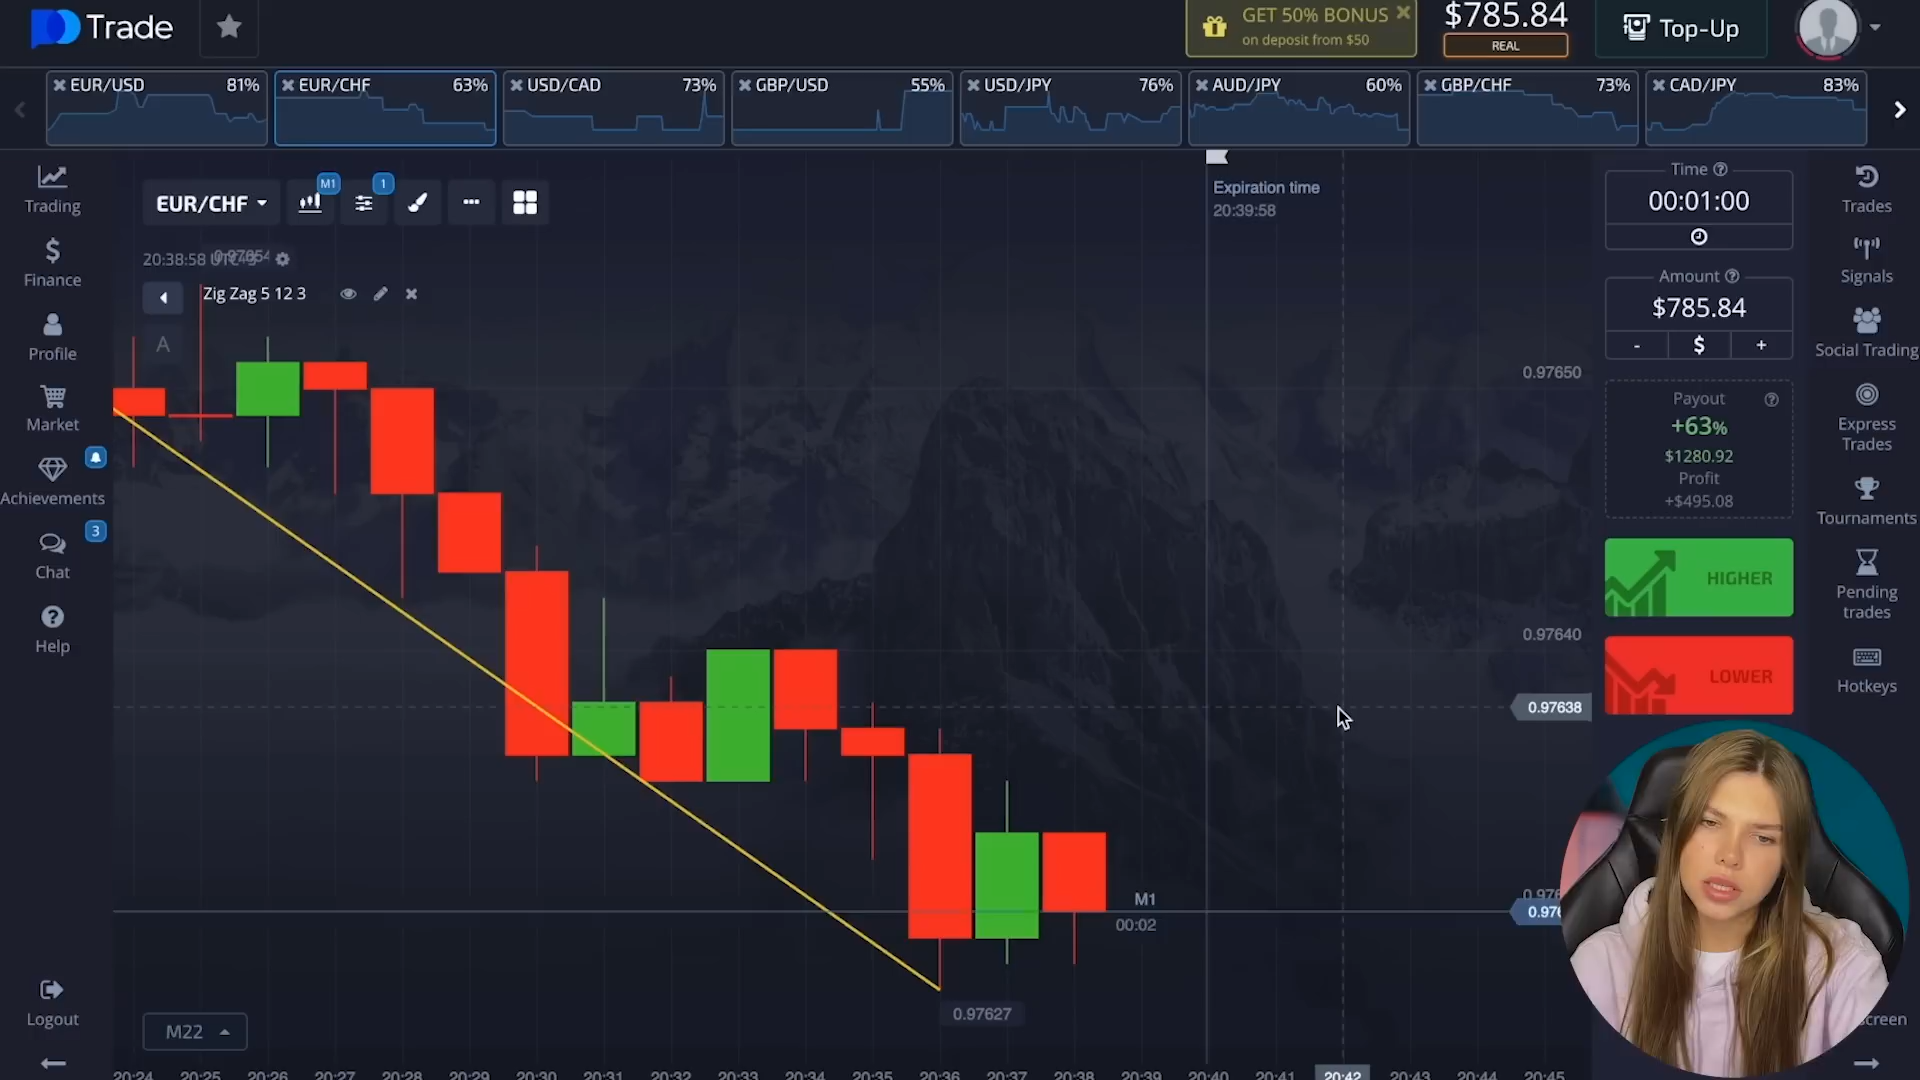 Trade
GET 50% BONUS
on deposit from $50
$785.84
REAL
Top-Up
EUR/USD 81%
EUR/CHF 63%
USD/CAD 73%
GBP/USD 55%
USD/JPY 76%
AUD/JPY 60%
GBP/CHF 73%
CAD/JPY 83%
Trading
Finance
Profile
Market
Achievements
3
Chat
Help
Logout
EUR/CHF
M1
1
20:38:58
Zig Zag 5 12 3
A
Expiration time
20:39:58
0.97650
0.97640
0.97638
M1
00:02
0.97627
M22
20:24 20:25 20:26 20:27 20:28 20:29 20:30 20:31 20:32 20:33 20:34 20:35 20:36 20:37 20:38 20:39 20:40 20:41 20:42 20:43 20:44 20:45
Time
00:01:00
Amount
$785.84
- $ +
Payout
+63%
$1280.92
Profit
+$495.08
HIGHER
LOWER
Trades
Signals
Social Trading
Express
Trades
Tournaments
Pending
trades
Hotkeys